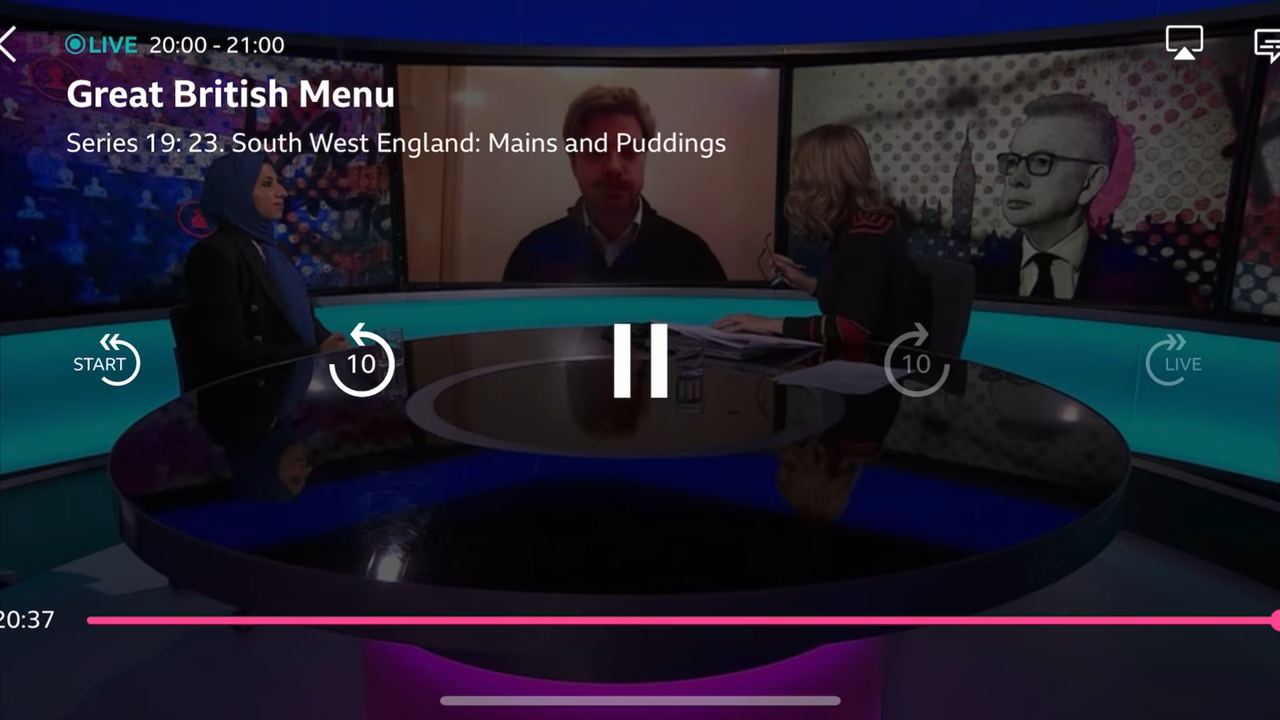 LIVE 20:00 - 21:00
Great British Menu
Series 19: 23. South West England: Mains and Puddings
START
10
10
LIVE
20:37